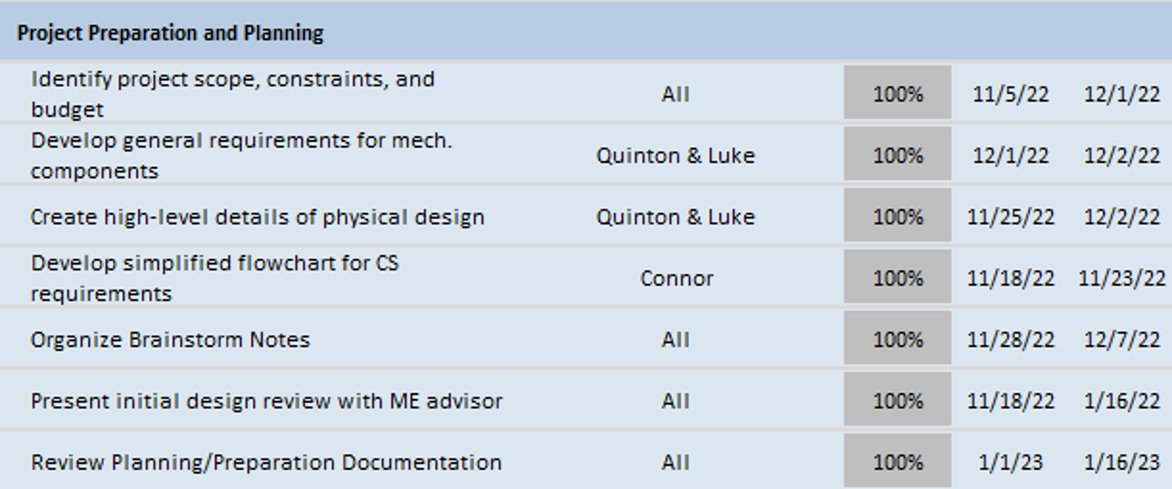 Project Preparation and Planning
Identify project scope, constraints, and
budget
All 100% 11/5/22 12/1/22
Develop general requirements for mech.
components
Quinton & Luke 100% 12/1/22 12/2/22
Create high-level details of physical design Quinton & Luke 100% 11/25/22 12/2/22
Develop simplified flowchart for CS
requirements
Connor 100% 11/18/22 11/23/22
Organize Brainstorm Notes All 100% 11/28/22 12/7/22
Present initial design review with ME advisor All 100% 11/18/22 1/16/22
Review Planning/Preparation Documentation All 100% 1/1/23 1/16/23